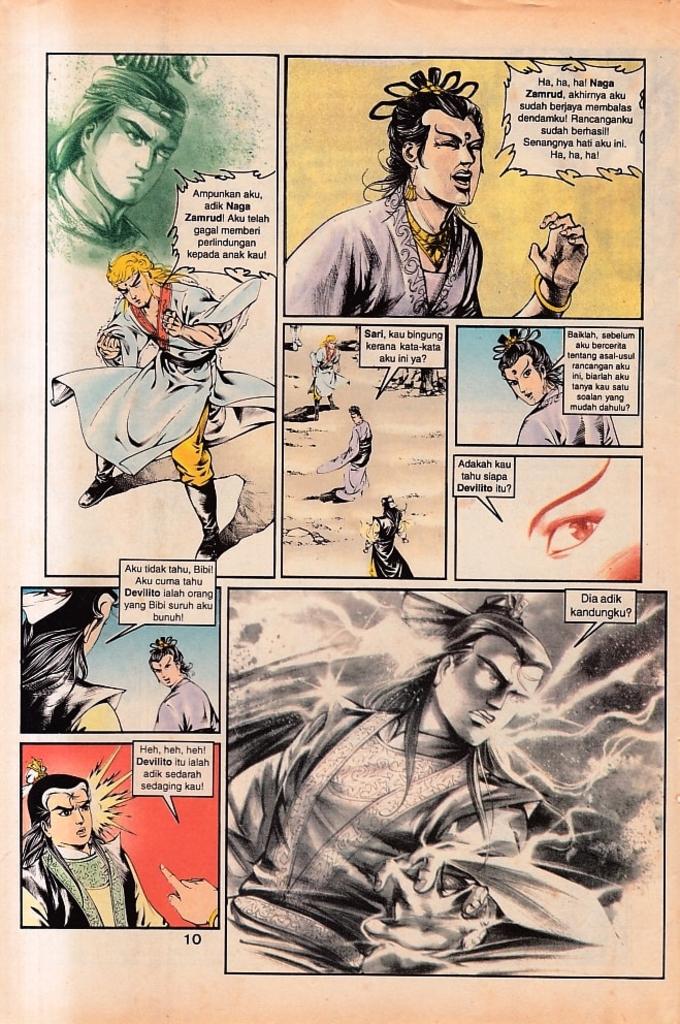 Ampunkan aku,
adik Naga
Zamrud! Aku telah
gagal memberi
perlindungan
kepada anak kau!
Ha, ha, ha! Naga
Zamrud, akhirnya aku
sudah berjaya membalas
dendamku! Rancanganku
sudah berhasil!
Senangnya hati aku ini.
Ha, ha, ha!
Sari, kau bingung
kerana kata-kata
aku ini ya?
Baiklah, sebelum
aku bercerita
tentang asal-usul
rancangan aku
ini, biarlah aku
tanya kau satu
soalan yang
mudah dahulu?
Adakah kau
tahu siapa
Devilito itu?
Aku tidak tahu, Bibi!
Aku cuma tahu
Devilito ialah orang
yang Bibi suruh aku
bunuh!
Heh, heh, heh!
Devilito itu ialah
adik sedarah
sedaging kau!
Dia adik
kandungku?
10